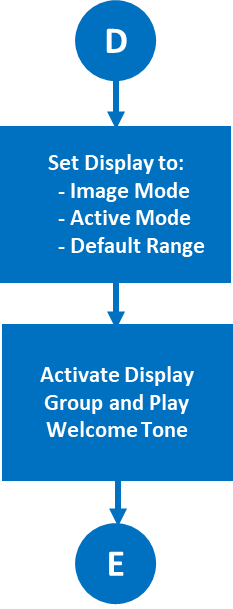 D
Set Display to:
- Image Mode
- Active Mode
- Default Range
Activate Display
Group and Play
Welcome Tone
E